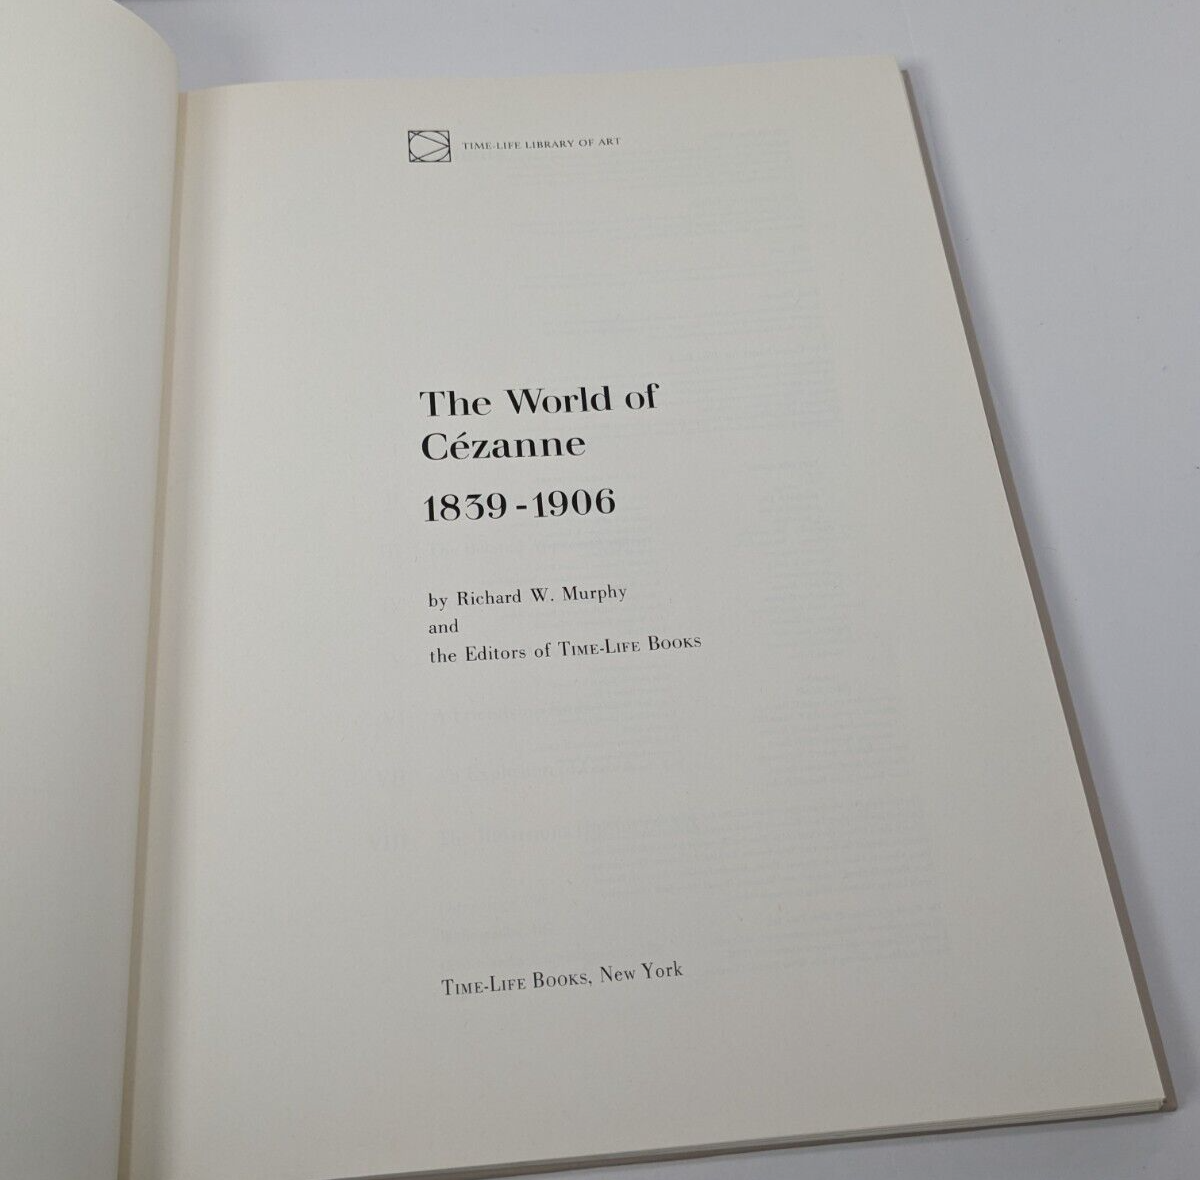 TIME-LIFE LIBRARY OF ART
The World of
Cézanne
1839-1906
by Richard W. Murphy
and
the Editors of TIME-LIFE BOOKS
TIME-LIFE BOOKS, New York